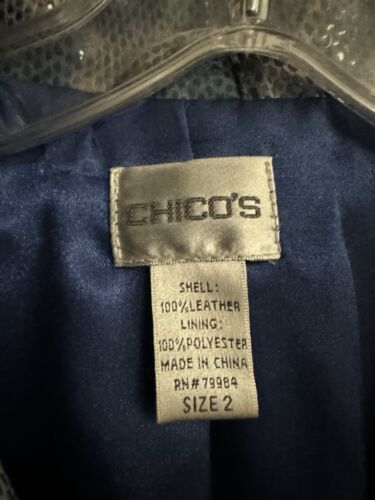 CHICO'S
SHELL:
100%LEATHER
LINING:
100%POLYESTER
MADE IN CHINA
RN#79984
SIZE 2